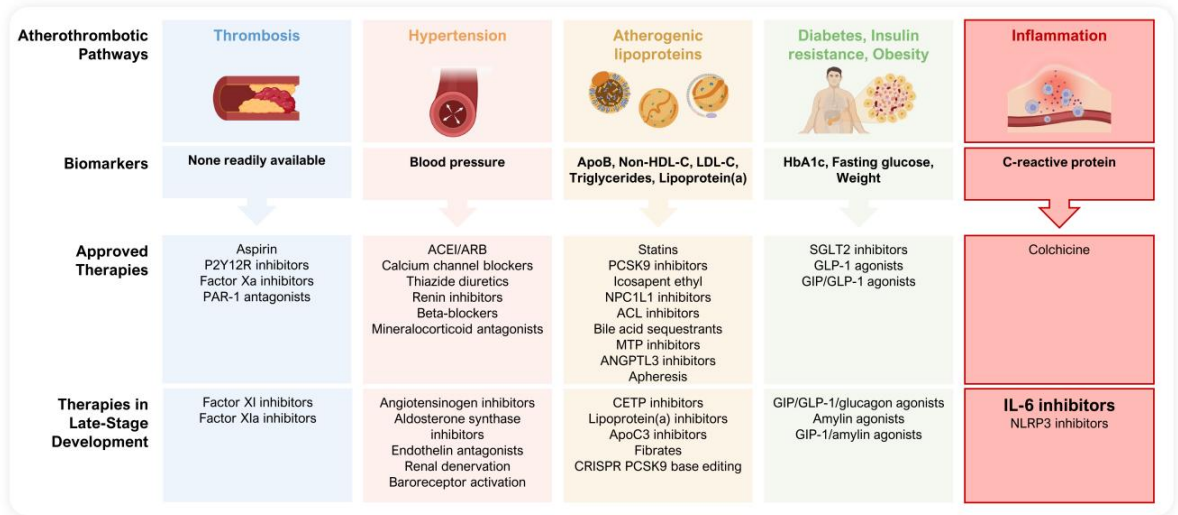 Atherothrombotic
Pathways
Thrombosis
Hypertension
Atherogenic
lipoproteins
Diabetes, Insulin
resistance, Obesity
Inflammation
Biomarkers
None readily available
Blood pressure
ApoB, Non-HDL-C, LDL-C,
Triglycerides, Lipoprotein(a)
HbA1c, Fasting glucose,
Weight
C-reactive protein
Approved
Therapies
Aspirin
P2Y12R inhibitors
Factor Xa inhibitors
PAR-1 antagonists
ACEI/ARB
Calcium channel blockers
Thiazide diuretics
Renin inhibitors
Beta-blockers
Mineralocorticoid antagonists
Statins
PCSK9 inhibitors
Icosapent ethyl
NPC1L1 inhibitors
ACL inhibitors
Bile acid sequestrants
MTP inhibitors
ANGPTL3 inhibitors
Apheresis
SGLT2 inhibitors
GLP-1 agonists
GIP/GLP-1 agonists
Colchicine
Therapies in
Late-Stage
Development
Factor XI inhibitors
Factor XIa inhibitors
Angiotensinogen inhibitors
Aldosterone synthase
inhibitors
Endothelin antagonists
Renal denervation
Baroreceptor activation
CETP inhibitors
Lipoprotein(a) inhibitors
ApoC3 inhibitors
Fibrates
CRISPR PCSK9 base editing
GIP/GLP-1/glucagon agonists
Amylin agonists
GIP-1/amylin agonists
IL-6 inhibitors
NLRP3 inhibitors